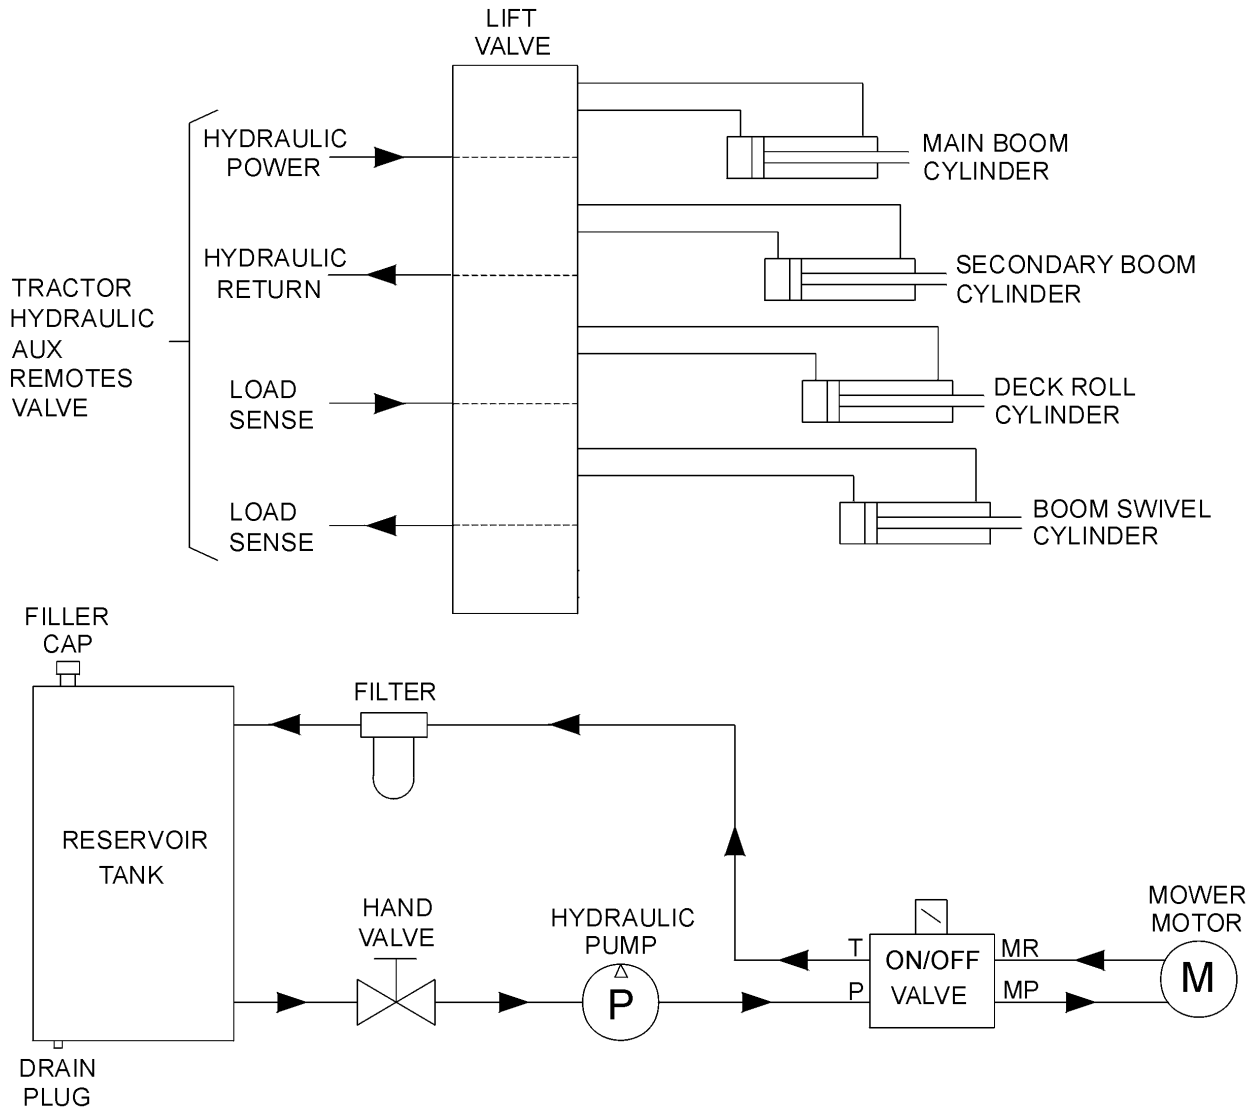 LIFT
VALVE
HYDRAULIC
POWER
MAIN BOOM
CYLINDER
HYDRAULIC
RETURN
SECONDARY BOOM
CYLINDER
TRACTOR
HYDRAULIC
AUX
REMOTES
VALVE
LOAD
SENSE
DECK ROLL
CYLINDER
LOAD
SENSE
BOOM SWIVEL
CYLINDER
FILLER
CAP
FILTER
RESERVOIR
TANK
HAND
VALVE
HYDRAULIC
PUMP
P
T
P
ON/OFF
VALVE
MR
MP
MOWER
MOTOR
M
DRAIN
PLUG